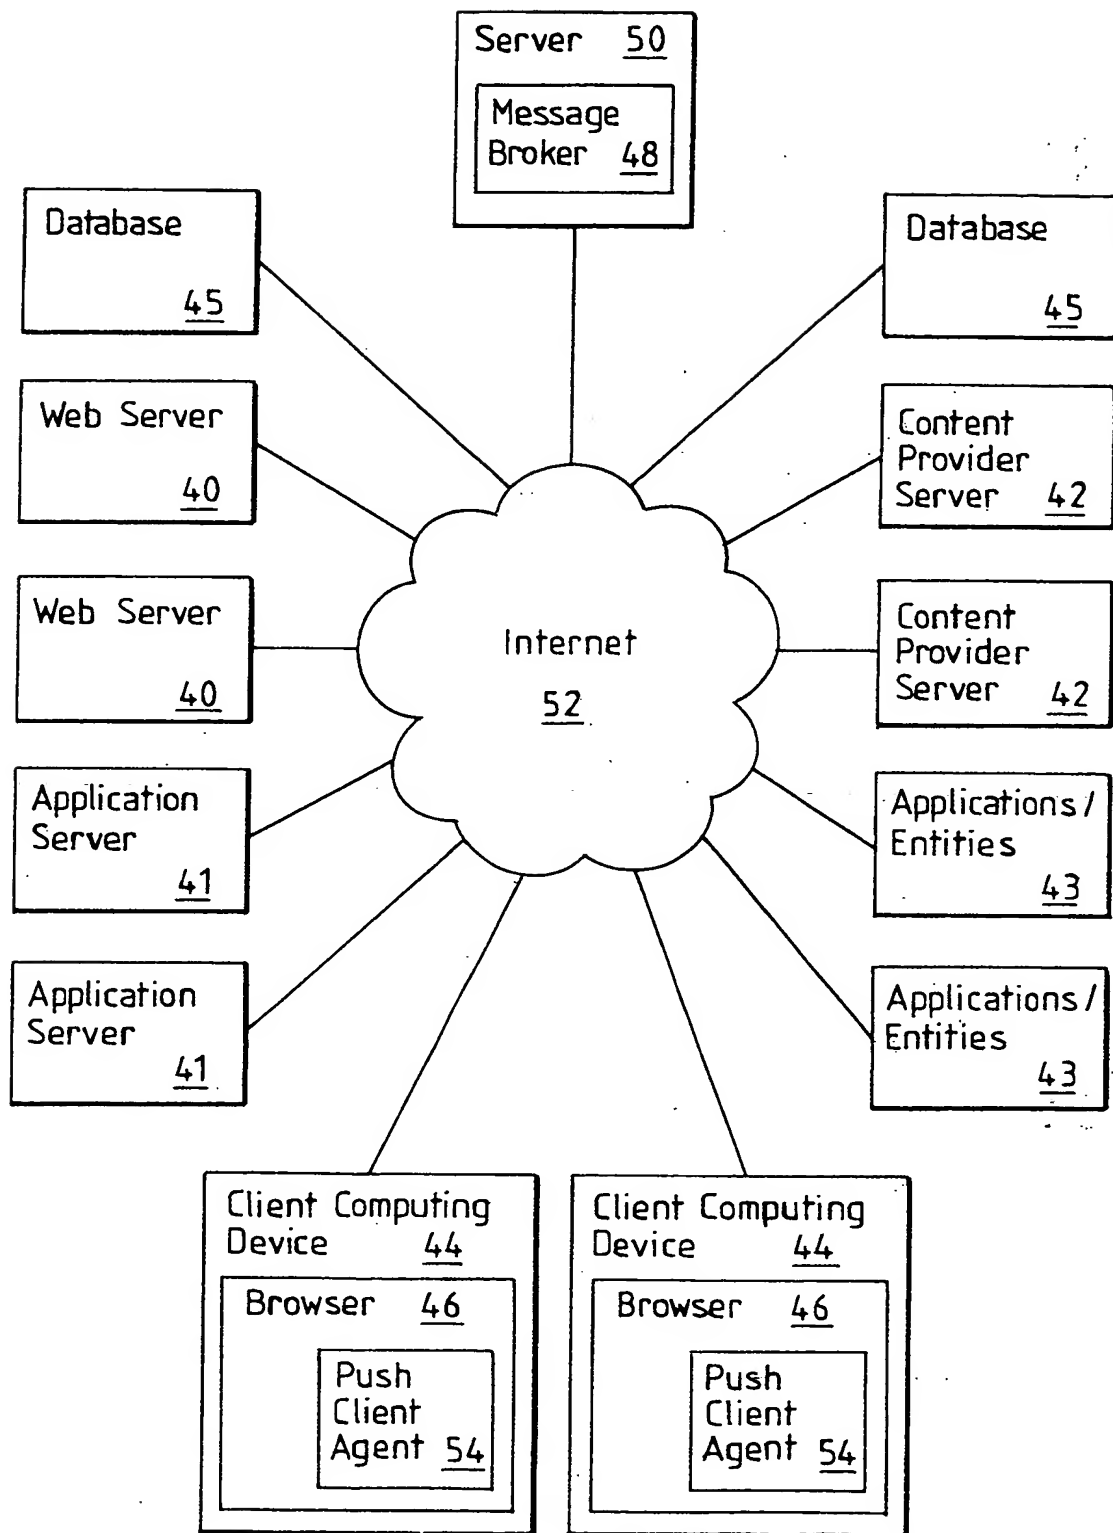 Server 50
Message
Broker 48
Database
45
Database
45
Web Server
40
Content
Provider
Server 42
Web Server
40
Internet
52
Content
Provider
Server 42
Application
Server
41
Applications/
Entities
43
Application
Server
41
Applications/
Entities
43
Client Computing
Device 44
Browser 46
Push
Client
Agent 54
Client Computing
Device 44
Browser 46
Push
Client
Agent 54